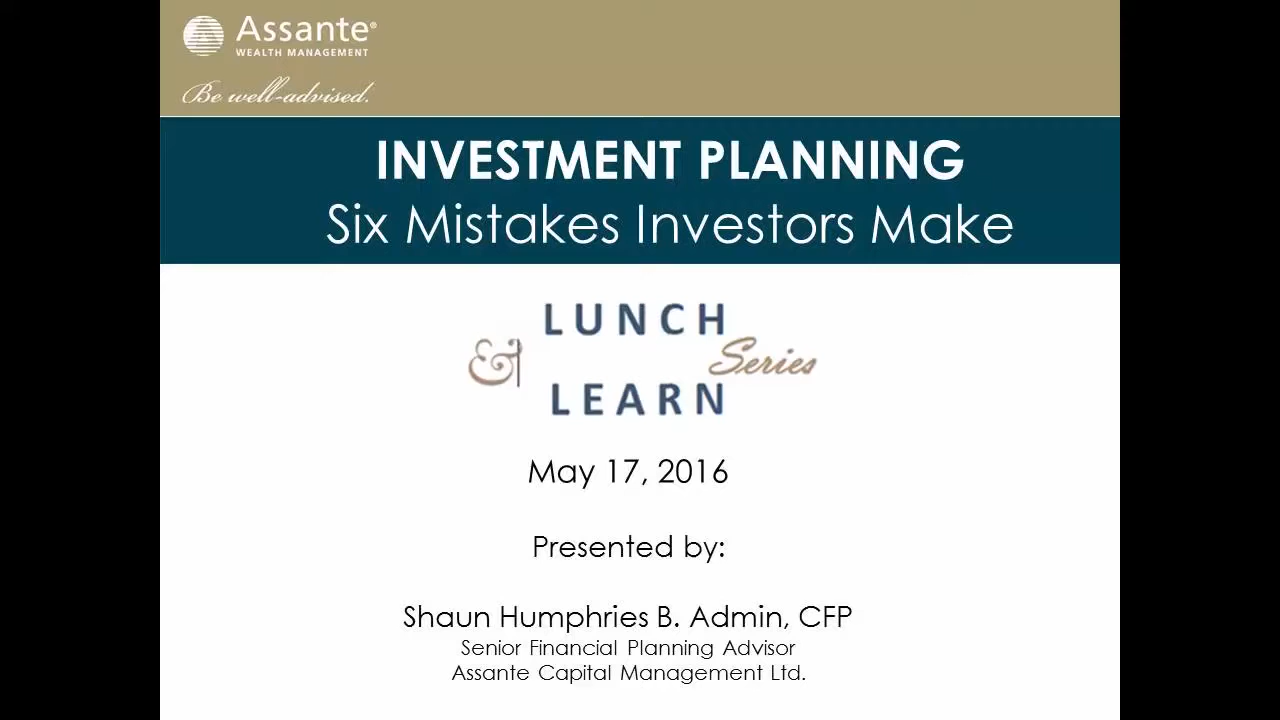 Assante®
WEALTH MANAGEMENT
Be well-advised.
INVESTMENT PLANNING
Six Mistakes Investors Make
LUNCH
& Series
LEARN
May 17, 2016
Presented by:
Shaun Humphries B. Admin, CFP
Senior Financial Planning Advisor
Assante Capital Management Ltd.